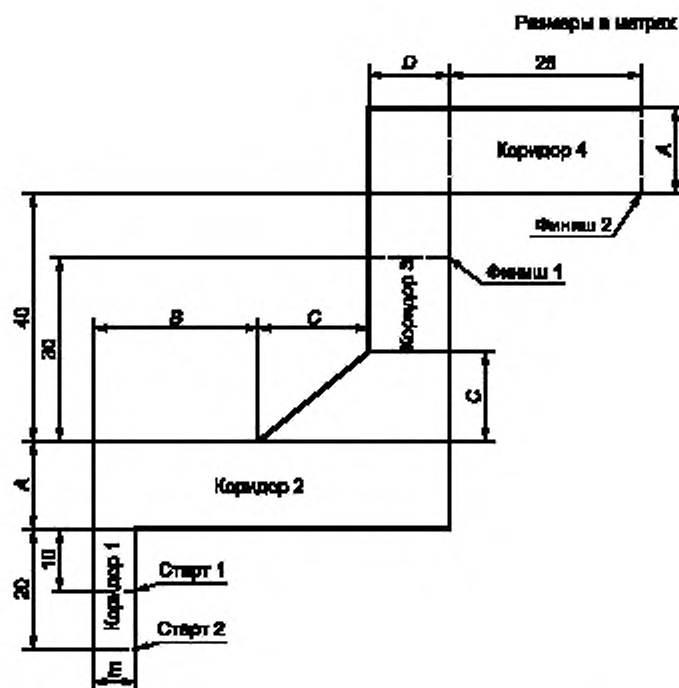 Размеры в метрах
D
28
Коридор 4
A
Финиш 2
Финиш 1
Коридор 3
40
30
B
C
C
A
Коридор 2
10
20
Коридор 1
Старт 1
Старт 2
E